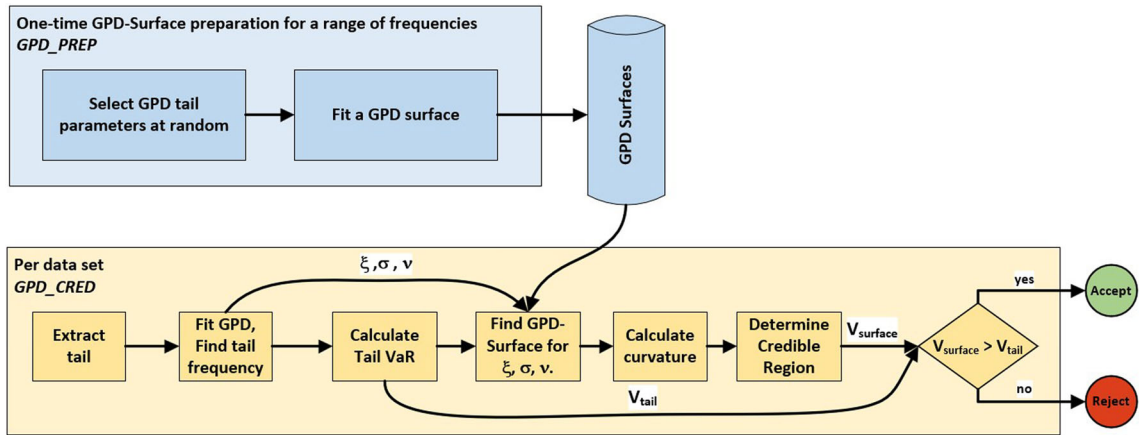 One-time GPD-Surface preparation for a range of frequencies
GPD_PREP
Select GPD tail
parameters at random
Fit a GPD surface
GPD Surfaces
Per data set
GPD_CRED
ξ ,σ , ν
Extract
tail
Fit GPD,
Find tail
frequency
Calculate
Tail VaR
Find GPD-
Surface for
ξ, σ, ν.
Calculate
curvature
Determine
Credible
Region
Vsurface
Vtail
Vsurface > Vtail
yes
Accept
no
Reject